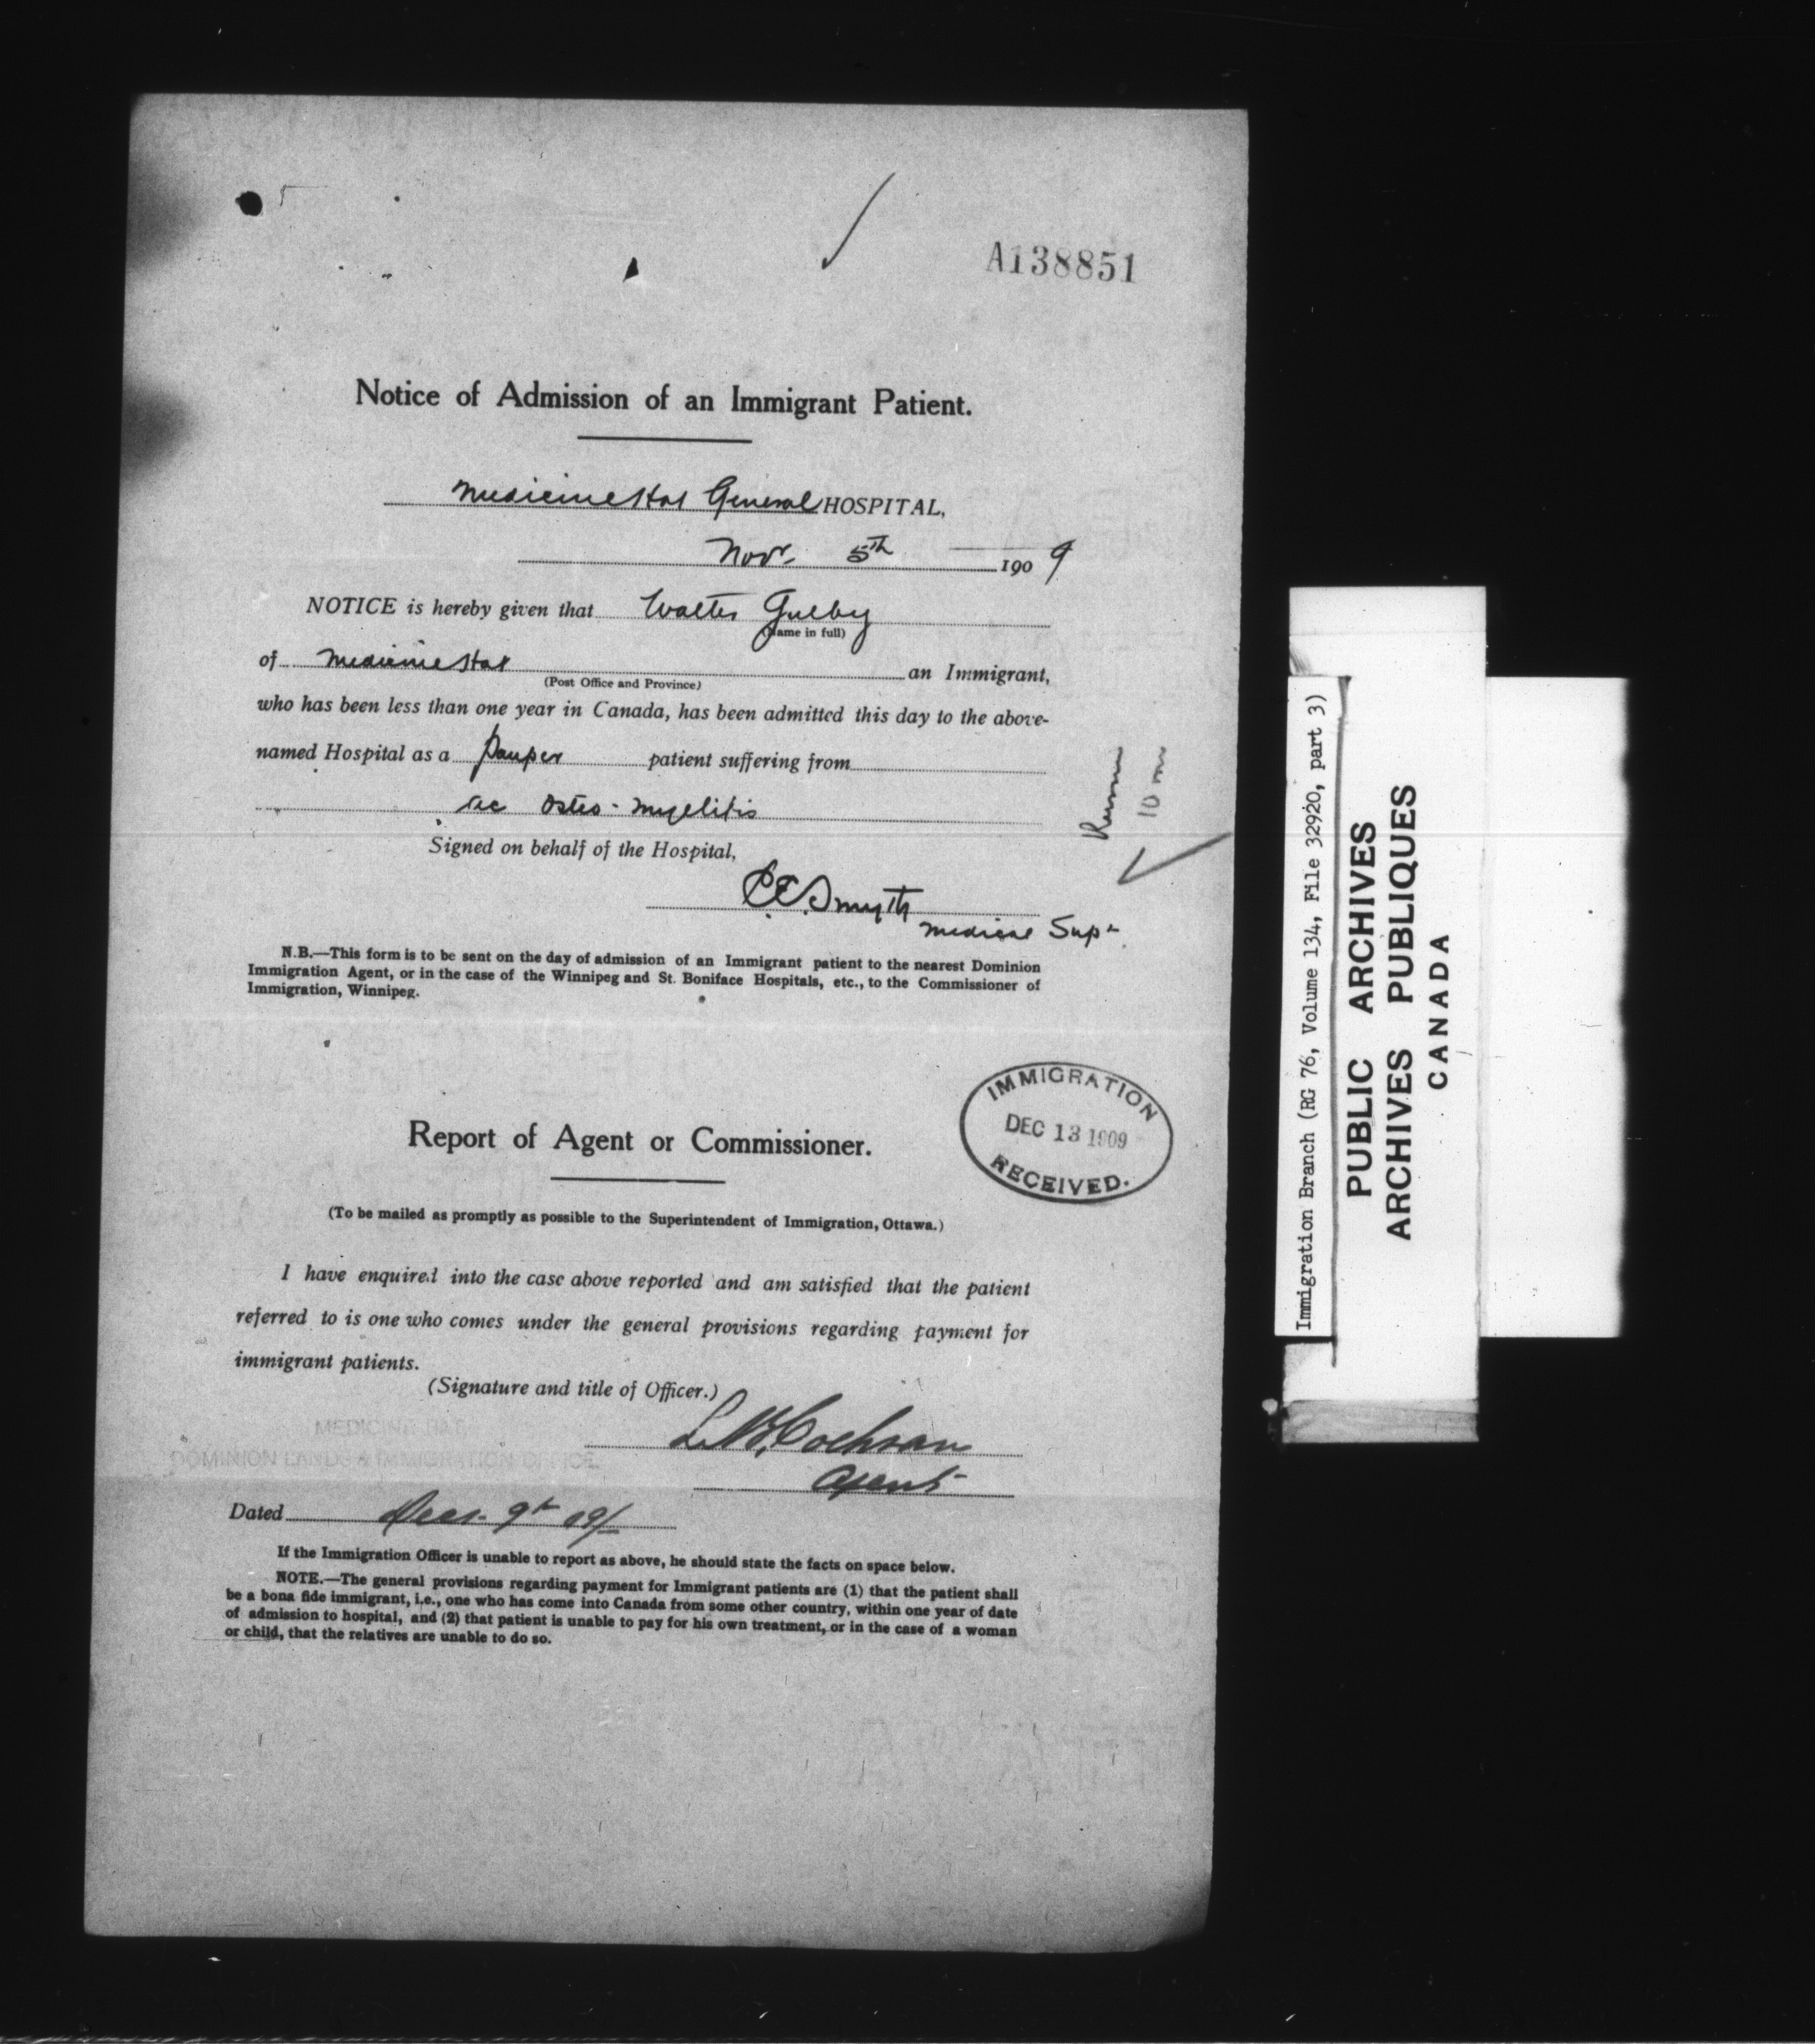 A138851
Notice of Admission of an Immigrant Patient.
Medicine Hat General HOSPITAL,
Nov. 5th 1909
NOTICE is hereby given that Walter Gulby
(Name in full)
of Medicine Hat an Immigrant,
(Post Office and Province)
who has been less than one year in Canada, has been admitted this day to the above-
named Hospital as a pauper patient suffering from
ac osteo-myelitis
Signed on behalf of the Hospital,
C.E. Smyth
Medical Supt
N.B.—This form is to be sent on the day of admission of an Immigrant patient to the nearest Dominion
Immigration Agent, or in the case of the Winnipeg and St. Boniface Hospitals, etc., to the Commissioner of
Immigration, Winnipeg.
10 m
IMMIGRATION
DEC 13 1909
RECEIVED.
Report of Agent or Commissioner.
(To be mailed as promptly as possible to the Superintendent of Immigration, Ottawa.)
I have enquired into the case above reported and am satisfied that the patient
referred to is one who comes under the general provisions regarding payment for
immigrant patients.
(Signature and title of Officer.)
Cochran
Agent
MEDICINE HAT
DOMINION LANDS & IMMIGRATION OFFICE
Dated Dec. 9th 09
If the Immigration Officer is unable to report as above, he should state the facts on space below.
NOTE.—The general provisions regarding payment for Immigrant patients are (1) that the patient shall
be a bona fide immigrant, i.e., one who has come into Canada from some other country, within one year of date
of admission to hospital, and (2) that patient is unable to pay for his own treatment, or in the case of a woman
or child, that the relatives are unable to do so.
Immigration Branch (RG 76, Volume 134, File 32920, part 3)
PUBLIC ARCHIVES
ARCHIVES PUBLIQUES
CANADA